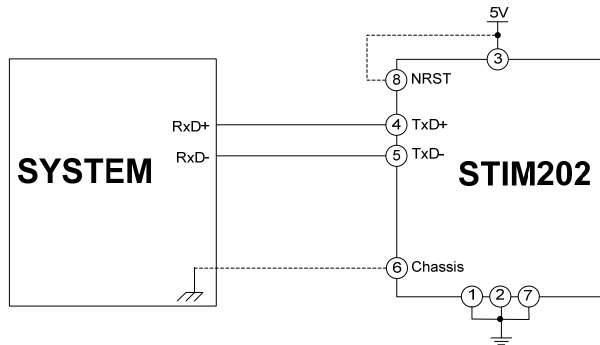 5V
3
8 NRST
RxD+ 4 TxD+
RxD- 5 TxD-
SYSTEM STIM202
6 Chassis
1 2 7